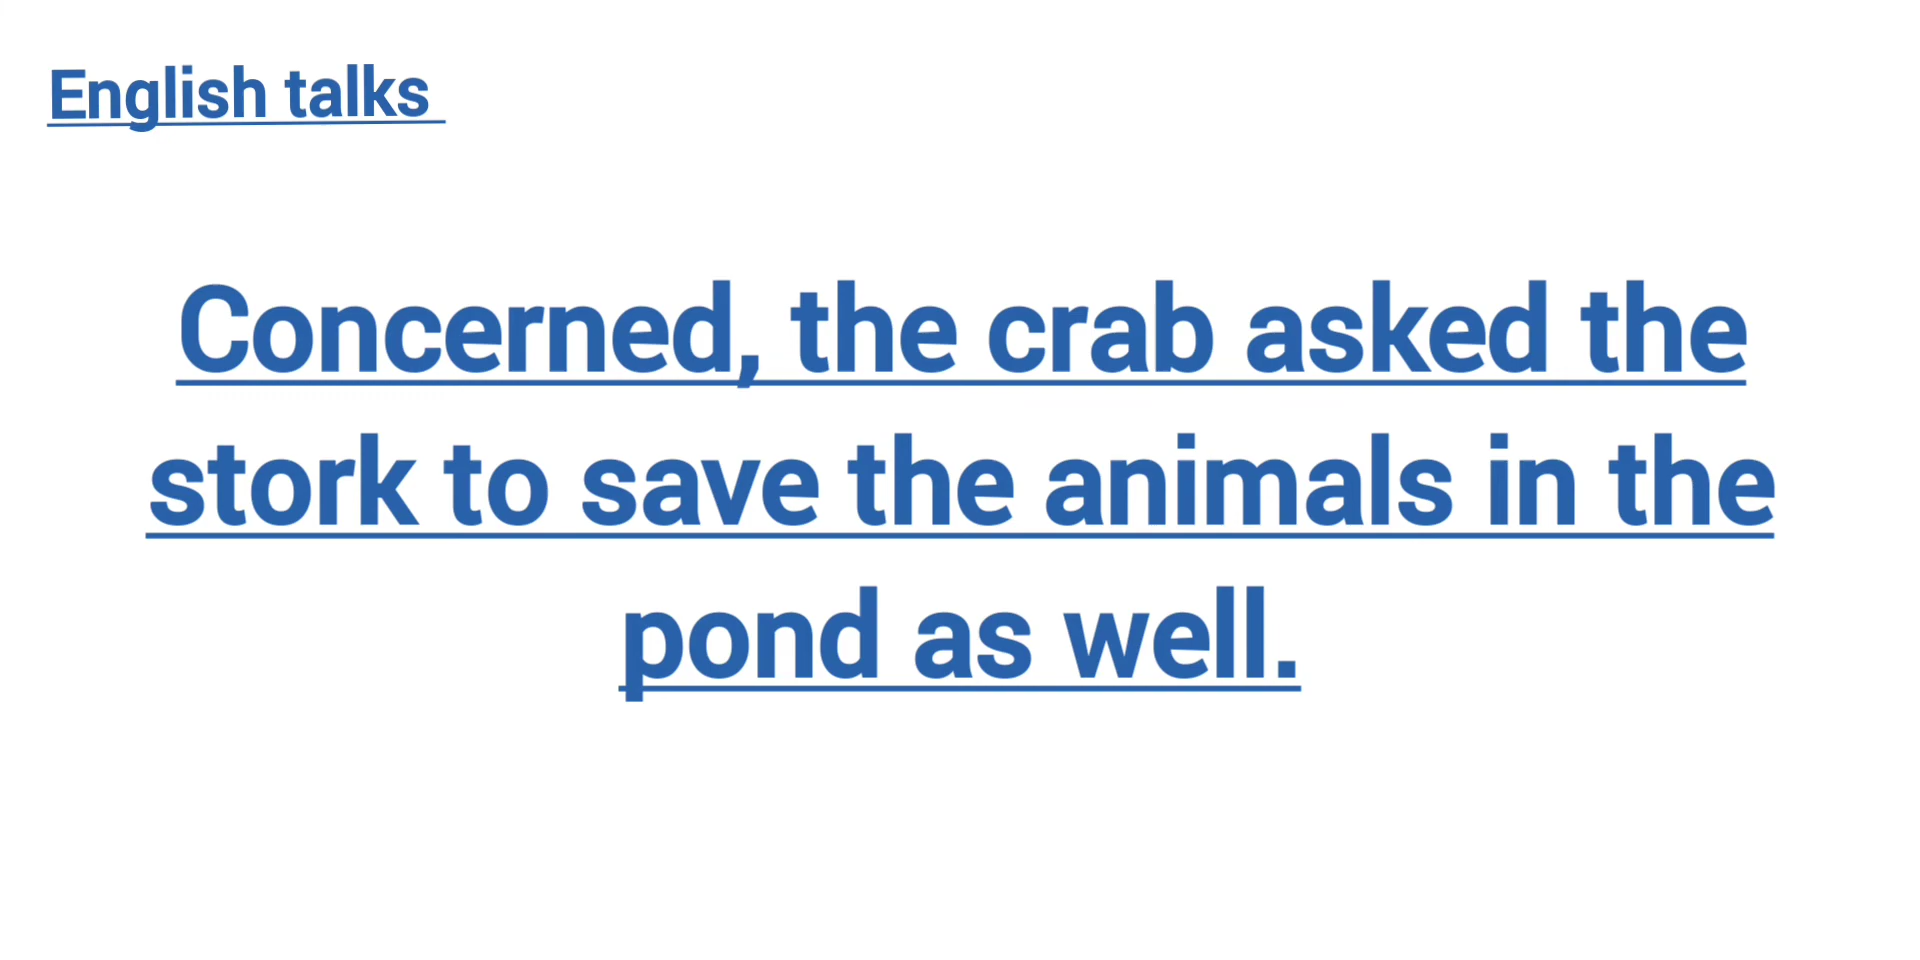 English talks
Concerned, the crab asked the
stork to save the animals in the
pond as well.